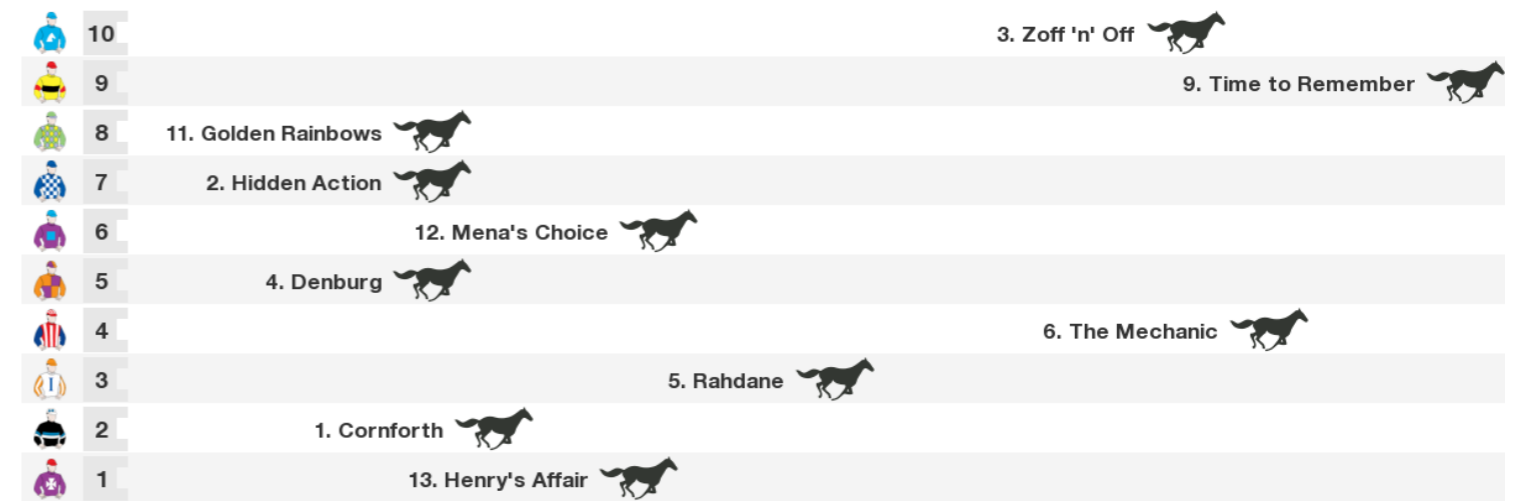 10 3. Zoff 'n' Off
9 9. Time to Remember
8 11. Golden Rainbows
7 2. Hidden Action
6 12. Mena's Choice
5 4. Denburg
4 6. The Mechanic
3 I 5. Rahdane
2 1. Cornforth
1 13. Henry's Affair